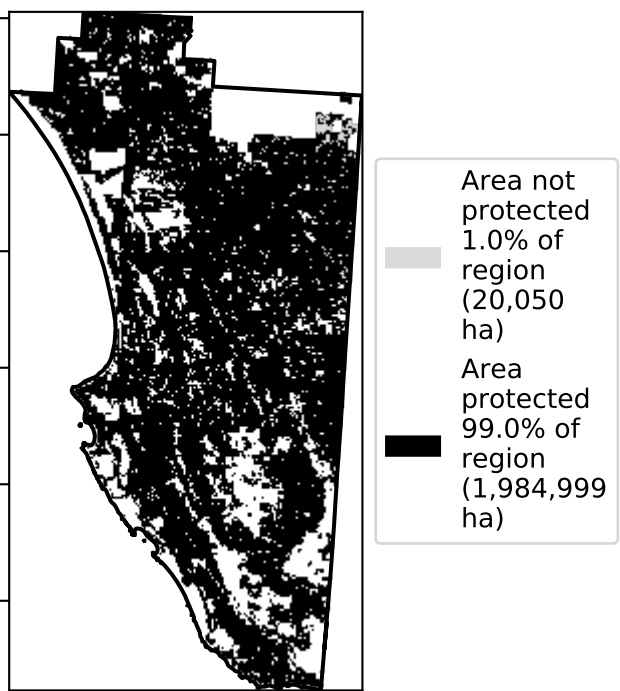 Area not
protected
1.0% of
region
(20,050
ha)
Area
protected
99.0% of
region
(1,984,999
ha)